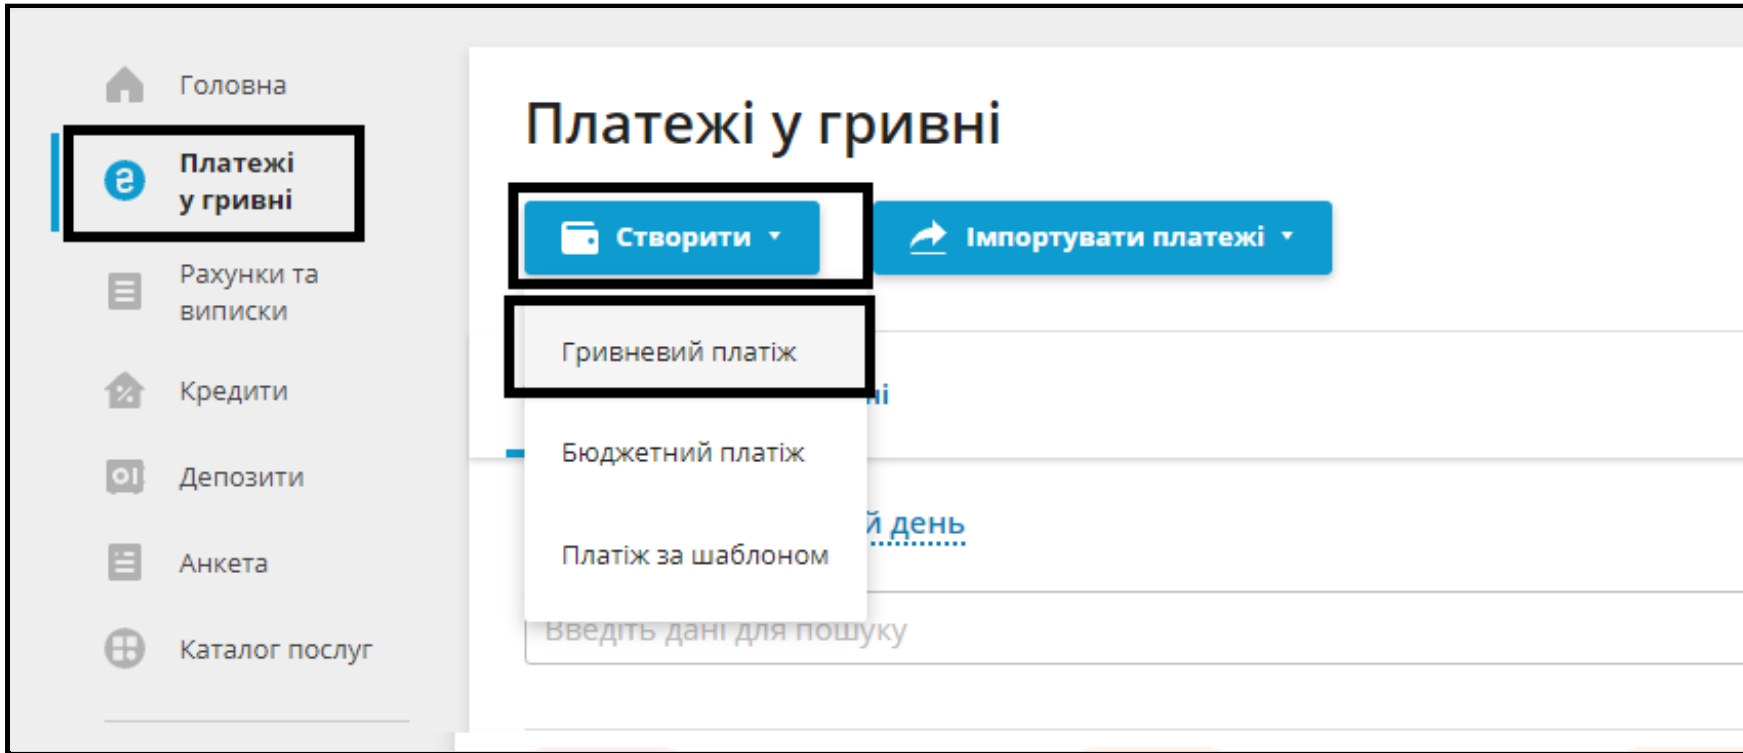 Головна
Платежі
у гривні
Рахунки та
виписки
Кредити
Депозити
Анкета
Каталог послуг
Платежі у гривні
Створити
Імпортувати платежі
Гривневий платіж
Бюджетний платіж
день
Платіж за шаблоном
Введіть дані для пошуку